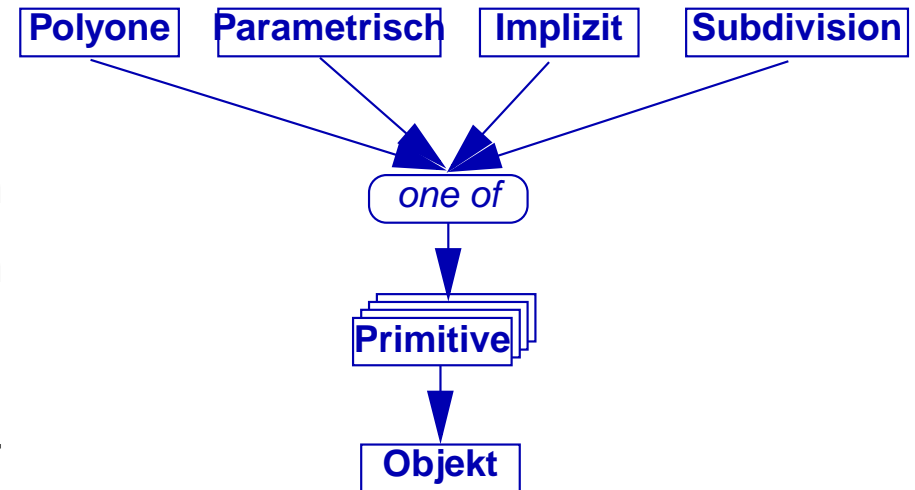 Polyone Parametrisch Implizit Subdivision
one of
Primitive
Objekt